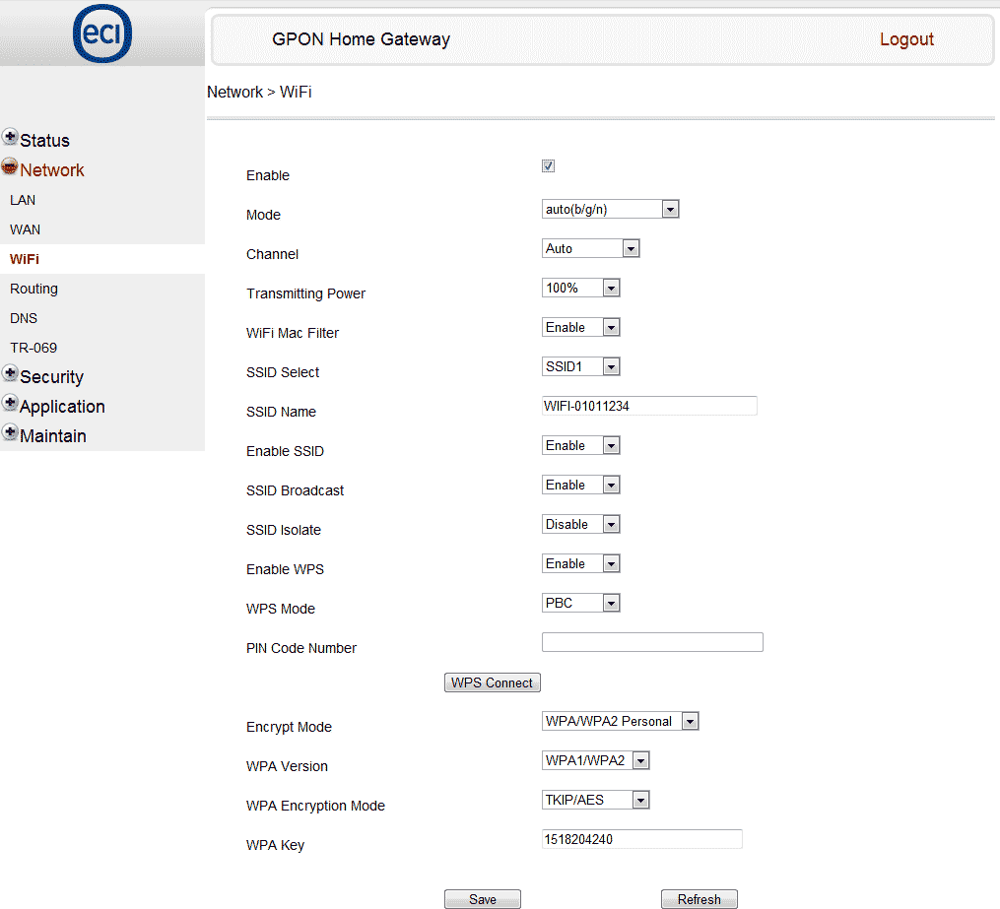 eci
GPON Home Gateway
Logout
Network > WiFi
Status
Network
LAN
WAN
WiFi
Routing
DNS
TR-069
Security
Application
Maintain
Enable
Mode auto(b/g/n)
Channel Auto
Transmitting Power 100%
WiFi Mac Filter Enable
SSID Select SSID1
SSID Name WIFI-01011234
Enable SSID Enable
SSID Broadcast Enable
SSID Isolate Disable
Enable WPS Enable
WPS Mode PBC
PIN Code Number
WPS Connect
Encrypt Mode WPA/WPA2 Personal
WPA Version WPA1/WPA2
WPA Encryption Mode TKIP/AES
WPA Key 1518204240
Save Refresh